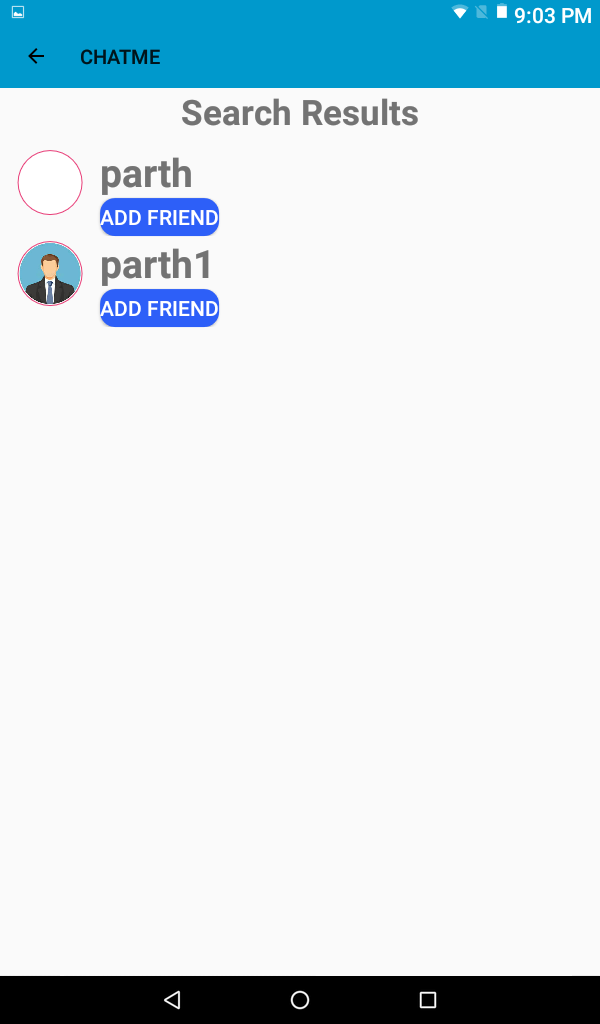 9:03 PM
CHATME
Search Results
parth
ADD FRIEND
parth1
ADD FRIEND